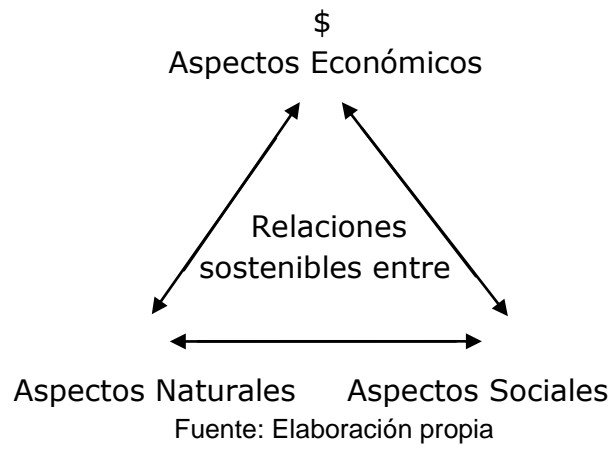 $
Aspectos Económicos
Relaciones
sostenibles entre
Aspectos Naturales
Aspectos Sociales
Fuente: Elaboración propia